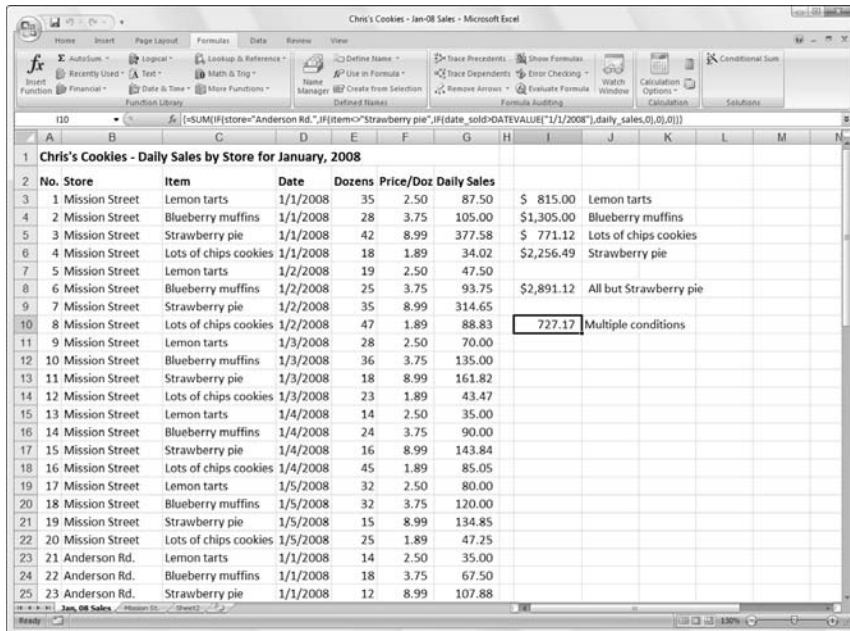 Chris's Cookies - Jan-08 Sales - Microsoft Excel
Home Insert Page Layout Formulas Data Review View
fx Insert Function
Σ AutoSum Recently Used Financial
Logical Text Date & Time
Lookup & Reference Math & Trig More Functions
Function Library
Name Manager
Define Name Use in Formula Create from Selection
Defined Names
Trace Precedents Trace Dependents Remove Arrows
Show Formulas Error Checking Evaluate Formula
Watch Window
Formula Auditing
Calculation Options
Calculation
Conditional Sum
Solutions
I10 fx {=SUM(IF(store="Anderson Rd.",IF(item<>"Strawberry pie",IF(date_sold>DATEVALUE("1/1/2008"),daily_sales,0),0),0))}
A B C D E F G H I J K L M N
1 Chris's Cookies - Daily Sales by Store for January, 2008
2 No. Store Item Date Dozens Price/Doz Daily Sales
3 1 Mission Street Lemon tarts 1/1/2008 35 2.50 87.50 $ 815.00 Lemon tarts
4 2 Mission Street Blueberry muffins 1/1/2008 28 3.75 105.00 $1,305.00 Blueberry muffins
5 3 Mission Street Strawberry pie 1/1/2008 42 8.99 377.58 $ 771.12 Lots of chips cookies
6 4 Mission Street Lots of chips cookies 1/1/2008 18 1.89 34.02 $2,256.49 Strawberry pie
7 5 Mission Street Lemon tarts 1/2/2008 19 2.50 47.50
8 6 Mission Street Blueberry muffins 1/2/2008 25 3.75 93.75 $2,891.12 All but Strawberry pie
9 7 Mission Street Strawberry pie 1/2/2008 35 8.99 314.65
10 8 Mission Street Lots of chips cookies 1/2/2008 47 1.89 88.83 727.17 Multiple conditions
11 9 Mission Street Lemon tarts 1/3/2008 28 2.50 70.00
12 10 Mission Street Blueberry muffins 1/3/2008 36 3.75 135.00
13 11 Mission Street Strawberry pie 1/3/2008 18 8.99 161.82
14 12 Mission Street Lots of chips cookies 1/3/2008 23 1.89 43.47
15 13 Mission Street Lemon tarts 1/4/2008 14 2.50 35.00
16 14 Mission Street Blueberry muffins 1/4/2008 24 3.75 90.00
17 15 Mission Street Strawberry pie 1/4/2008 16 8.99 143.84
18 16 Mission Street Lots of chips cookies 1/4/2008 45 1.89 85.05
19 17 Mission Street Lemon tarts 1/5/2008 32 2.50 80.00
20 18 Mission Street Blueberry muffins 1/5/2008 32 3.75 120.00
21 19 Mission Street Strawberry pie 1/5/2008 15 8.99 134.85
22 20 Mission Street Lots of chips cookies 1/5/2008 25 1.89 47.25
23 21 Anderson Rd. Lemon tarts 1/1/2008 14 2.50 35.00
24 22 Anderson Rd. Blueberry muffins 1/1/2008 18 3.75 67.50
25 23 Anderson Rd. Strawberry pie 1/1/2008 12 8.99 107.88
Jan, 08 Sales Mission St. Sheet2
Ready 130%